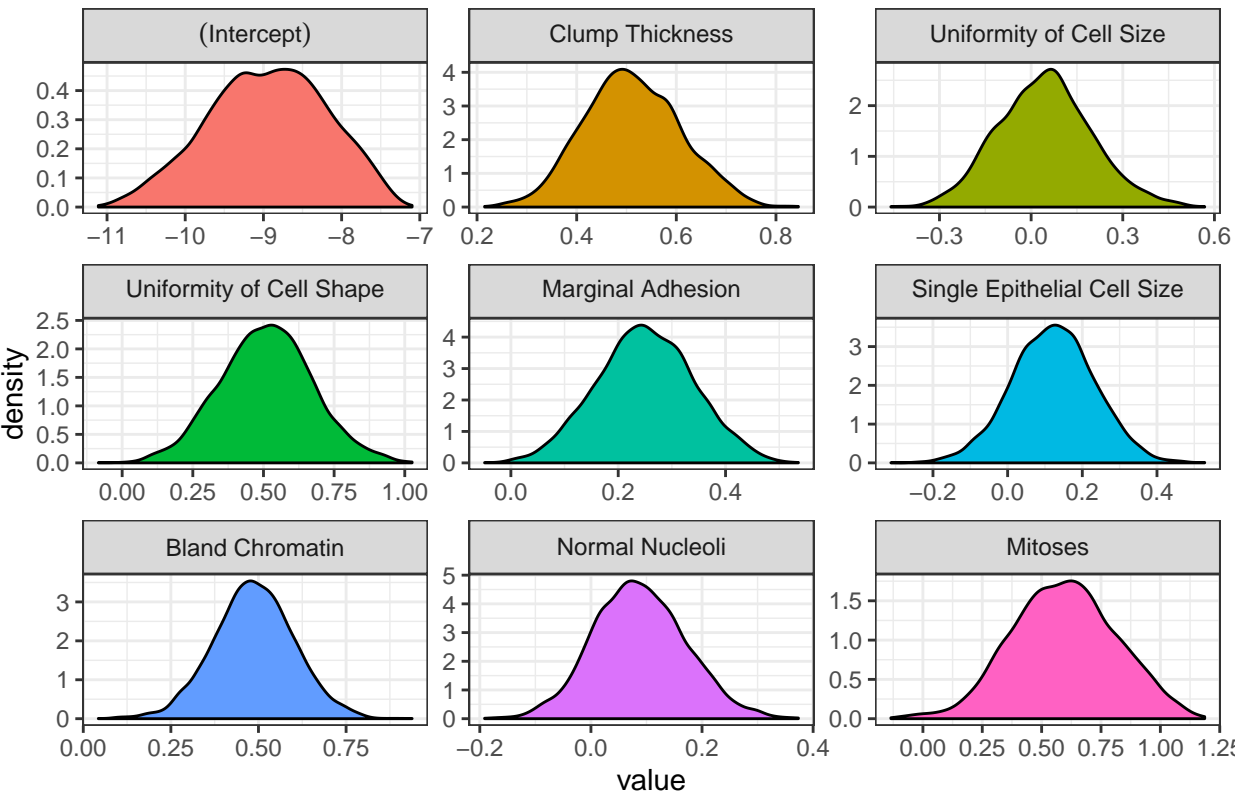 (Intercept)
Clump Thickness
Uniformity of Cell Size
0.4
0.3
0.2
0.1
0.0
−11 −10 −9 −8 −7
4
3
2
1
0
0.2 0.4 0.6 0.8
2
1
0
−0.3 0.0 0.3 0.6
Uniformity of Cell Shape
Marginal Adhesion
Single Epithelial Cell Size
density
2.5
2.0
1.5
1.0
0.5
0.0
0.00 0.25 0.50 0.75 1.00
4
3
2
1
0
0.0 0.2 0.4
3
2
1
0
−0.2 0.0 0.2 0.4
Bland Chromatin
Normal Nucleoli
Mitoses
3
2
1
0
0.00 0.25 0.50 0.75
5
4
3
2
1
0
−0.2 0.0 0.2 0.4
1.5
1.0
0.5
0.0
0.00 0.25 0.50 0.75 1.00 1.25
value